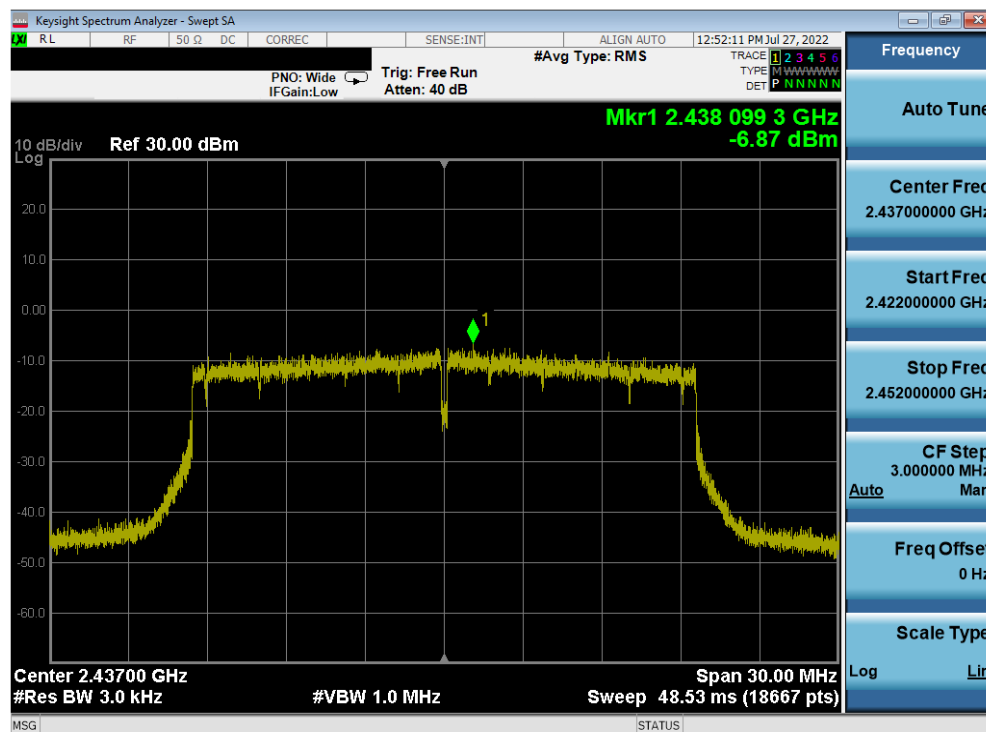 Keysight Spectrum Analyzer - Swept SA
LXI RL RF 50 Ω DC CORREC SENSE:INT ALIGN AUTO 12:52:11 PM Jul 27, 2022
#Avg Type: RMS TRACE 1 2 3 4 5 6
PNO: Wide Trig: Free Run TYPE M WWWWW
IFGain:Low Atten: 40 dB DET P N N N N N
Mkr1 2.438 099 3 GHz
-6.87 dBm
10 dB/div Ref 30.00 dBm
Log
20.0
10.0
0.00
1
-10.0
-20.0
-30.0
-40.0
-50.0
-60.0
Center 2.43700 GHz Span 30.00 MHz
#Res BW 3.0 kHz #VBW 1.0 MHz Sweep 48.53 ms (18667 pts)
MSG STATUS
Frequency
Auto Tune
Center Freq
2.437000000 GHz
Start Freq
2.422000000 GHz
Stop Freq
2.452000000 GHz
CF Step
3.000000 MHz
Auto Man
Freq Offset
0 Hz
Scale Type
Log Lin